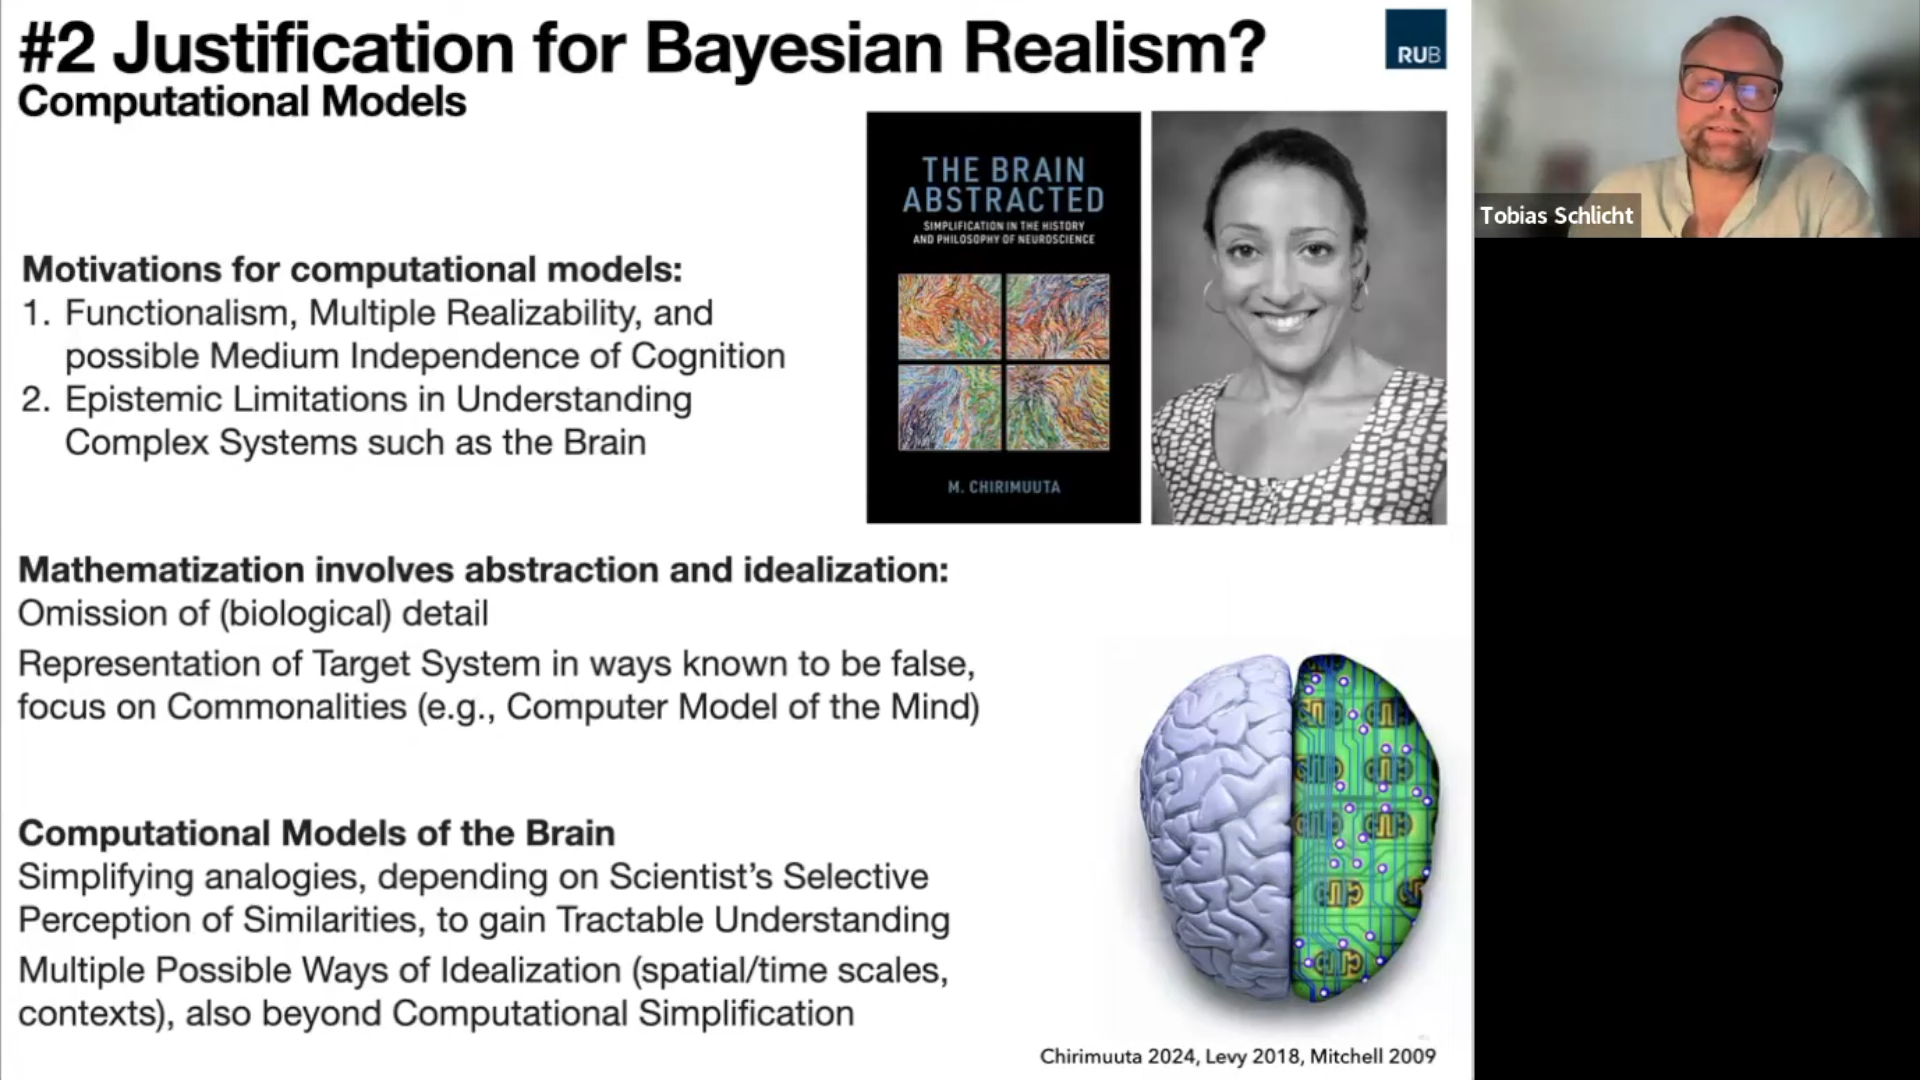 #2 Justification for Bayesian Realism?
Computational Models
RUB
THE BRAIN
ABSTRACTED
SIMPLIFICATION IN THE HISTORY
AND PHILOSOPHY OF NEUROSCIENCE
M. CHIRIMUUTA
Tobias Schlicht
Motivations for computational models:
1. Functionalism, Multiple Realizability, and
possible Medium Independence of Cognition
2. Epistemic Limitations in Understanding
Complex Systems such as the Brain
Mathematization involves abstraction and idealization:
Omission of (biological) detail
Representation of Target System in ways known to be false,
focus on Commonalities (e.g., Computer Model of the Mind)
Computational Models of the Brain
Simplifying analogies, depending on Scientist’s Selective
Perception of Similarities, to gain Tractable Understanding
Multiple Possible Ways of Idealization (spatial/time scales,
contexts), also beyond Computational Simplification
Chirimuuta 2024, Levy 2018, Mitchell 2009